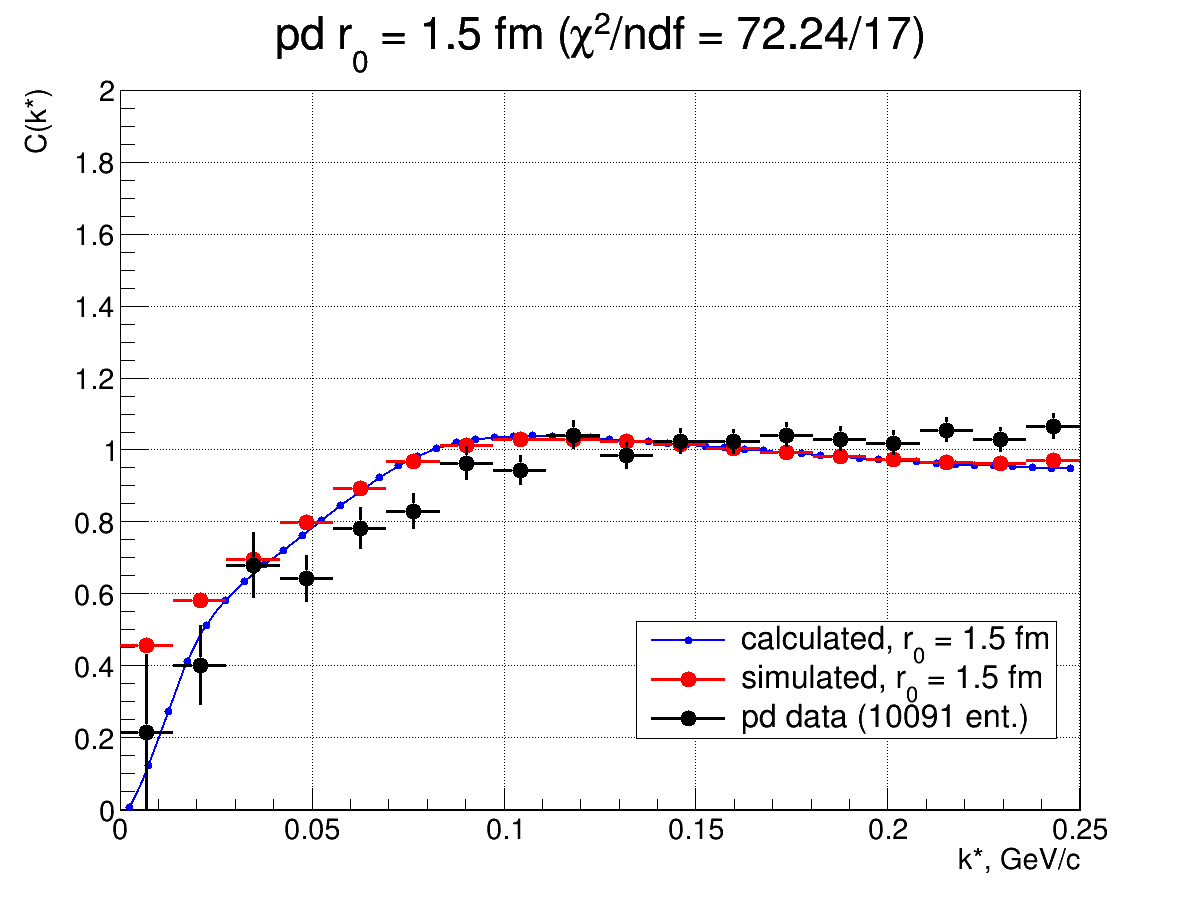 pd r₀ = 1.5 fm (χ²/ndf = 72.24/17)
C(k*)
2
1.8
1.6
1.4
1.2
1
0.8
0.6
0.4
0.2
0
calculated, r₀ = 1.5 fm
simulated, r₀ = 1.5 fm
pd data (10091 ent.)
0 0.05 0.1 0.15 0.2 0.25
k*, GeV/c